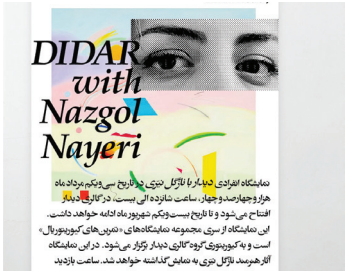 DIDAR
with
Nazgol
Nayeri
نمایشگاه انفرادی دیدار با نازگل نیری در تاریخ سی‌ویکم مرداد ماه
هزار و چهارصد و چهار، ساعت شانزده الی بیست، در گالری دیدار
افتتاح می‌شود و تا تاریخ بیست‌ویکم شهریور ماه ادامه خواهد داشت.
این نمایشگاه از سری مجموعه نمایشگاه‌های «تمرین‌های کیوریتوریال»
است و به کیوریتوری گروه گالری دیدار برگزار می‌شود. در این نمایشگاه
آثار هنرمند نازگل نیری به نمایش گذاشته خواهد شد. ساعت بازدید